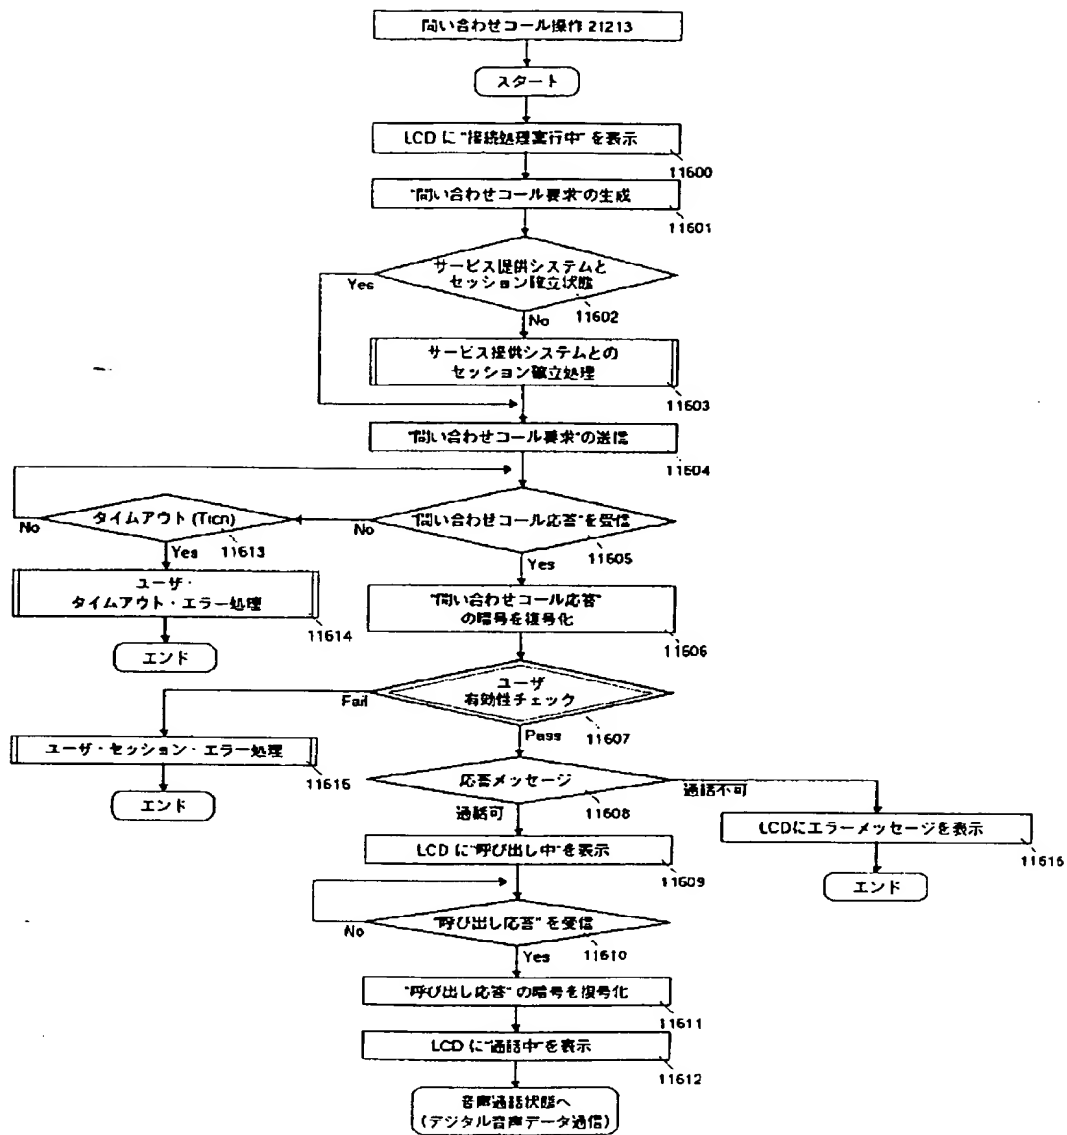 問い合わせコール操作 21213
スタート
LCD に "接続処理実行中" を表示
11600
"問い合わせコール要求"の生成
11601
サービス提供システムと
セッション確立状態
Yes
11602
No
サービス提供システムとの
セッション確立処理
11603
"問い合わせコール要求"の送信
11604
タイムアウト (Ticn)
No
11613
Yes
"問い合わせコール応答"を受信
No
11605
Yes
ユーザ・
タイムアウト・エラー処理
11614
エンド
"問い合わせコール応答"
の暗号を復号化
11606
ユーザ
有効性チェック
Fail
11607
Pass
ユーザ・セッション・エラー処理
11615
エンド
応答メッセージ
11608
通話可
通話不可
LCDにエラーメッセージを表示
11616
エンド
LCD に"呼び出し中"を表示
11609
"呼び出し応答" を受信
No
11610
Yes
"呼び出し応答" の暗号を復号化
11611
LCD に"通話中"を表示
11612
音声通話状態へ
(デジタル音声データ通信)